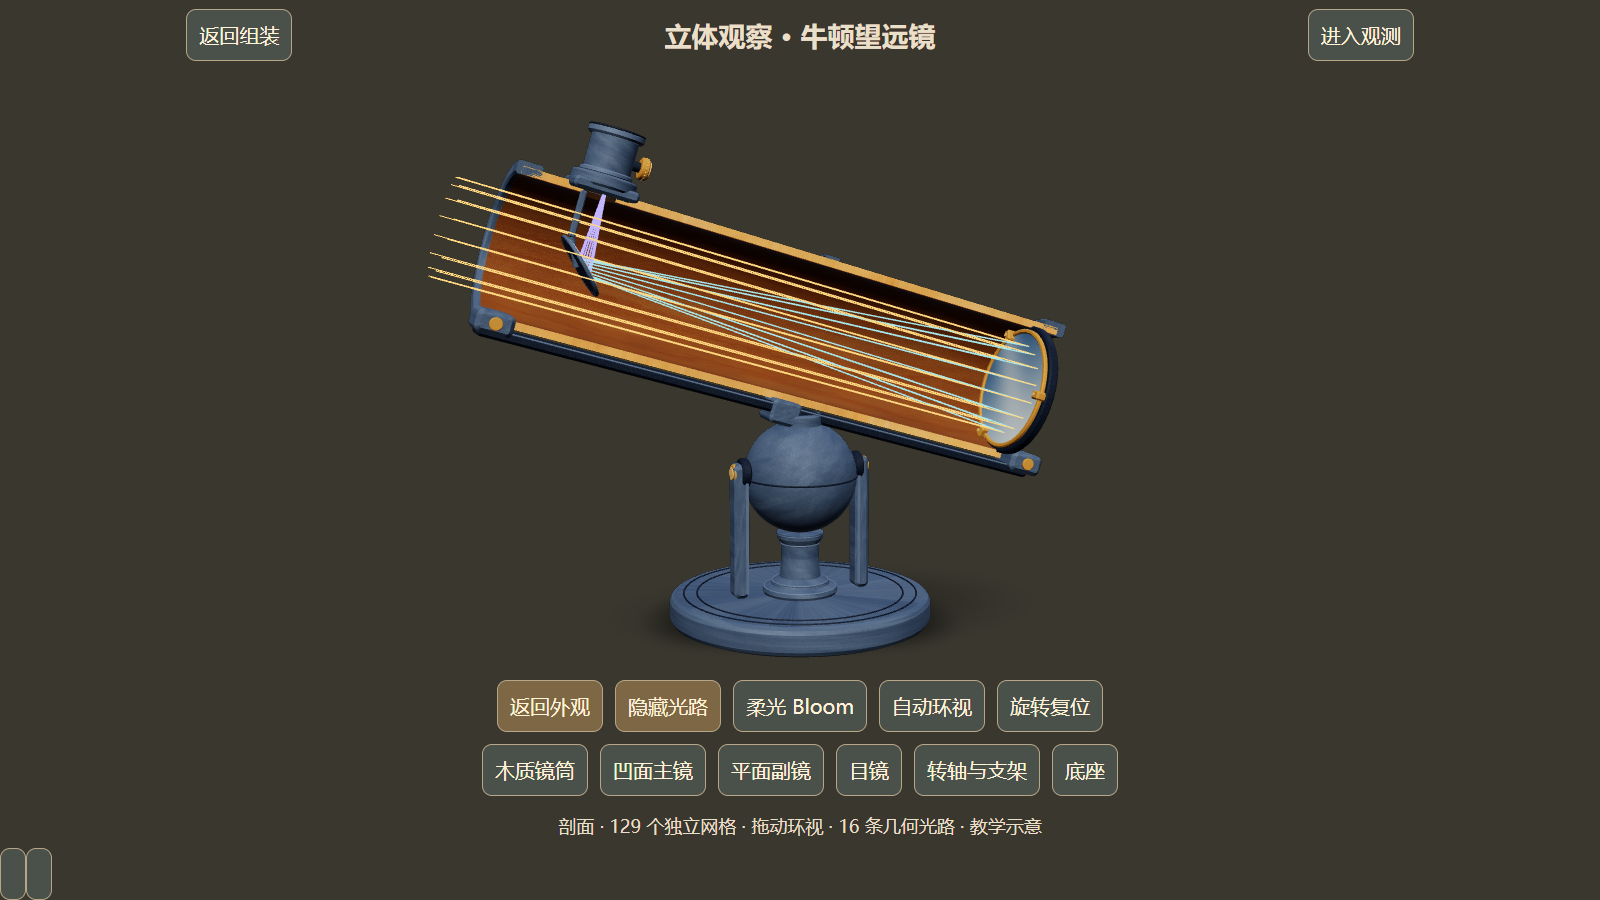 返回组装
立体观察·牛顿望远镜
进入观测
返回外观
隐藏光路
柔光 Bloom
自动环视
旋转复位
木质镜筒
凹面主镜
平面副镜
目镜
转轴与支架
底座
剖面 · 129 个独立网格 · 拖动环视 · 16 条几何光路 · 教学示意